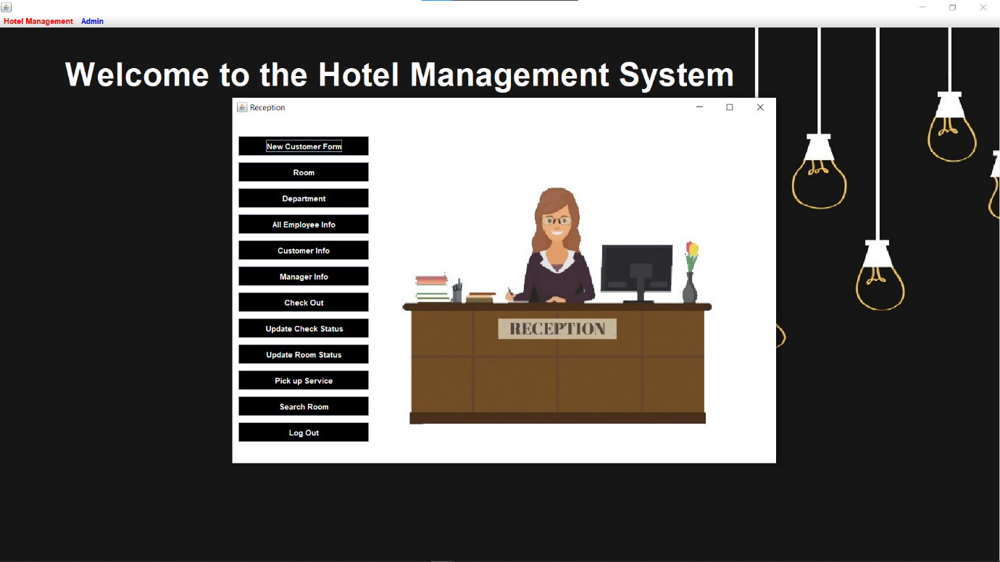 Hotel Management Admin
Welcome to the Hotel Management System
Reception
New Customer Form
Room
Department
All Employee Info
Customer Info
Manager Info
Check Out
Update Check Status
Update Room Status
Pick up Service
Search Room
Log Out
RECEPTION